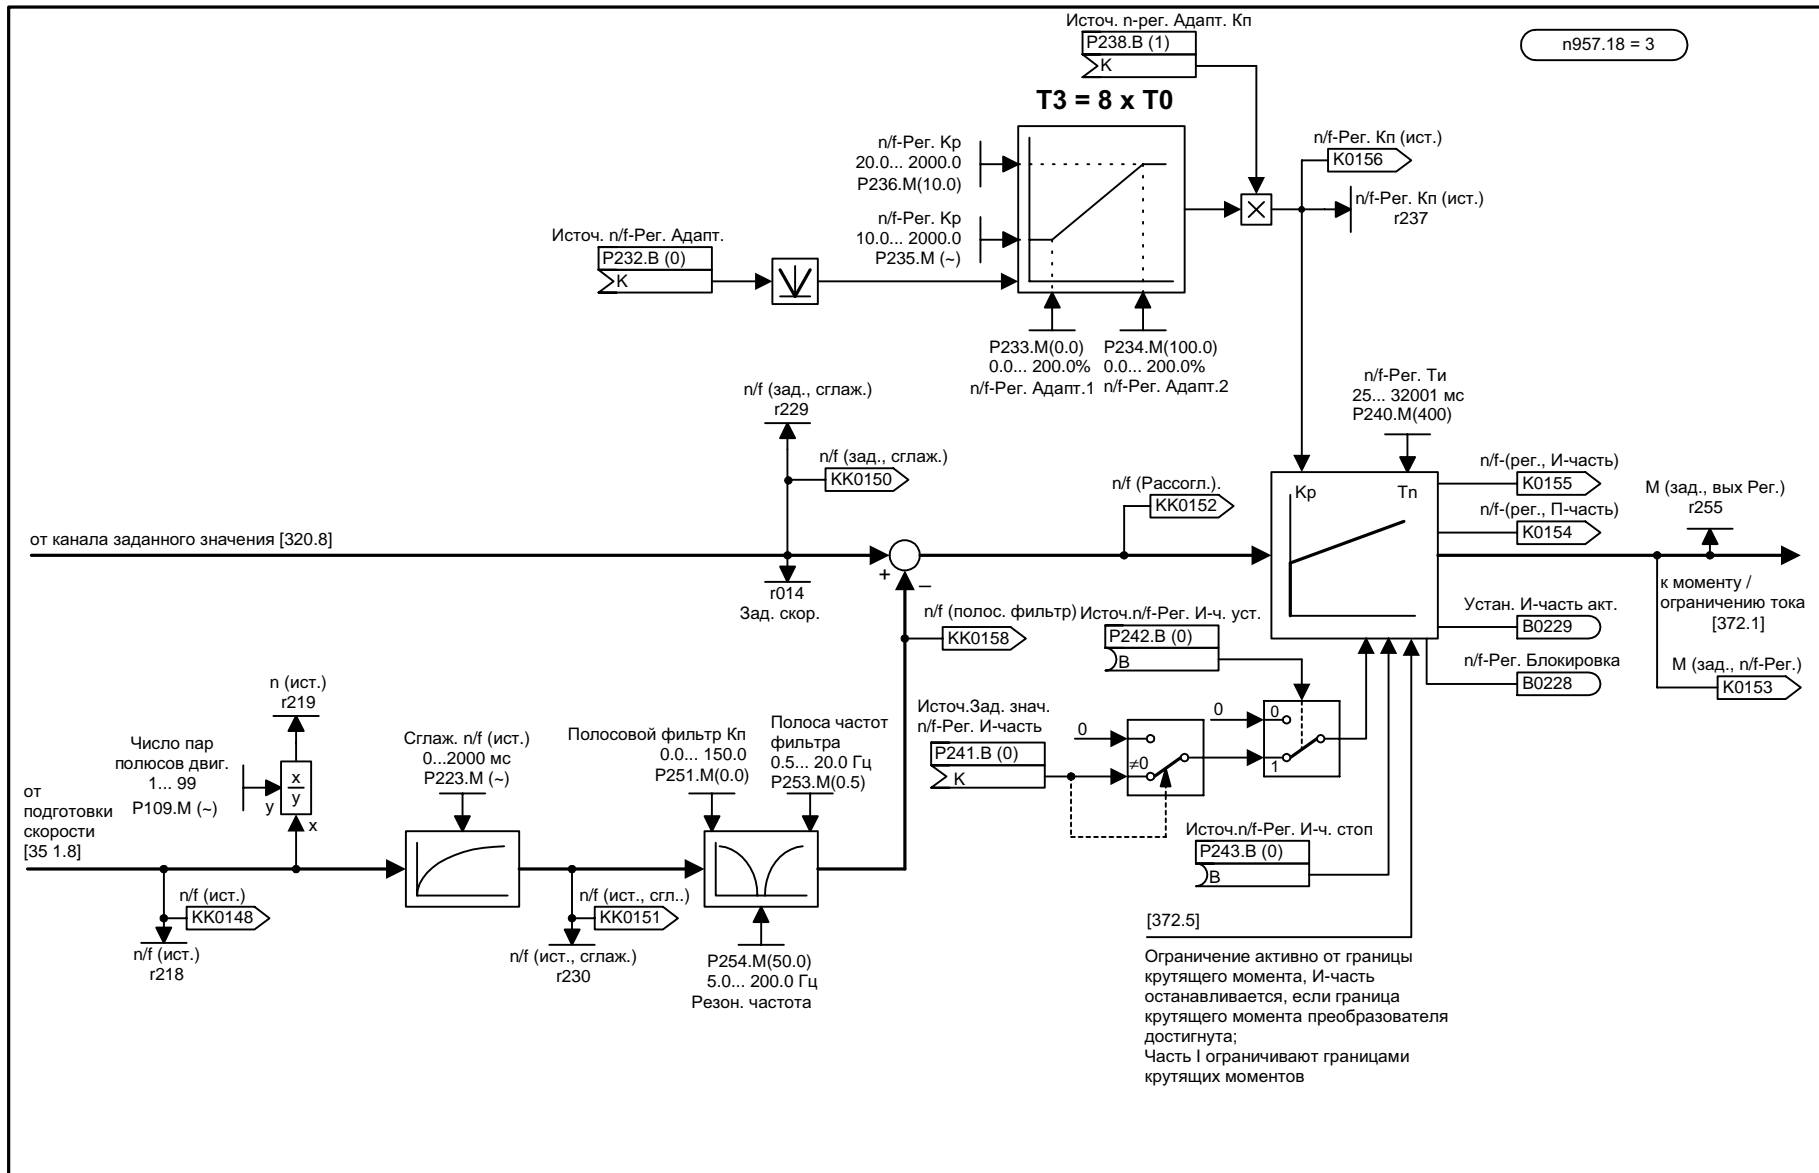 Источ. n-рег. Адапт. Кп
P238.B (1)
K
n957.18 = 3
T3 = 8 x T0
n/f-Рег. Kp
20.0... 2000.0
P236.M(10.0)
n/f-Рег. Kp
10.0... 2000.0
P235.M (~)
n/f-Рег. Кп (ист.)
K0156
n/f-Рег. Кп (ист.)
r237
Источ. n/f-Рег. Адапт.
P232.B (0)
K
P233.M(0.0)
0.0... 200.0%
n/f-Рег. Адапт.1
P234.M(100.0)
0.0... 200.0%
n/f-Рег. Адапт.2
n/f-Рег. Ти
25... 32001 мс
P240.M(400)
n/f (зад., сглаж.)
r229
n/f (зад., сглаж.)
KK0150
n/f (Рассогл.).
KK0152
Kp
Tn
n/f-(рег., И-часть)
K0155
n/f-(рег., П-часть)
K0154
М (зад., вых Рег.)
r255
от канала заданного значения [320.8]
+
–
r014
Зад. скор.
n/f (полос. фильтр)
KK0158
Источ.n/f-Рег. И-ч. уст.
P242.B (0)
B
к моменту /
ограничению тока
[372.1]
Устан. И-часть акт.
B0229
n/f-Рег. Блокировка
B0228
М (зад., n/f-Рег.)
K0153
n (ист.)
r219
Число пар
полюсов двиг.
1... 99
P109.M (~)
x
y
y
x
от
подготовки
скорости
[35 1.8]
Сглаж. n/f (ист.)
0...2000 мс
P223.M (~)
Полосовой фильтр Кп
0.0... 150.0
P251.M(0.0)
Полоса частот
фильтра
0.5... 20.0 Гц
P253.M(0.5)
Источ.Зад. знач.
n/f-Рег. И-часть
P241.B (0)
K
0
≠0
0
0
1
Источ.n/f-Рег. И-ч. стоп
P243.B (0)
B
n/f (ист.)
KK0148
n/f (ист.)
r218
n/f (ист., сгл..)
KK0151
n/f (ист., сглаж.)
r230
P254.M(50.0)
5.0... 200.0 Гц
Резон. частота
[372.5]
Ограничение активно от границы
крутящего момента, И-часть
останавливается, если граница
крутящего момента преобразователя
достигнута;
Часть I ограничивают границами
крутящих моментов